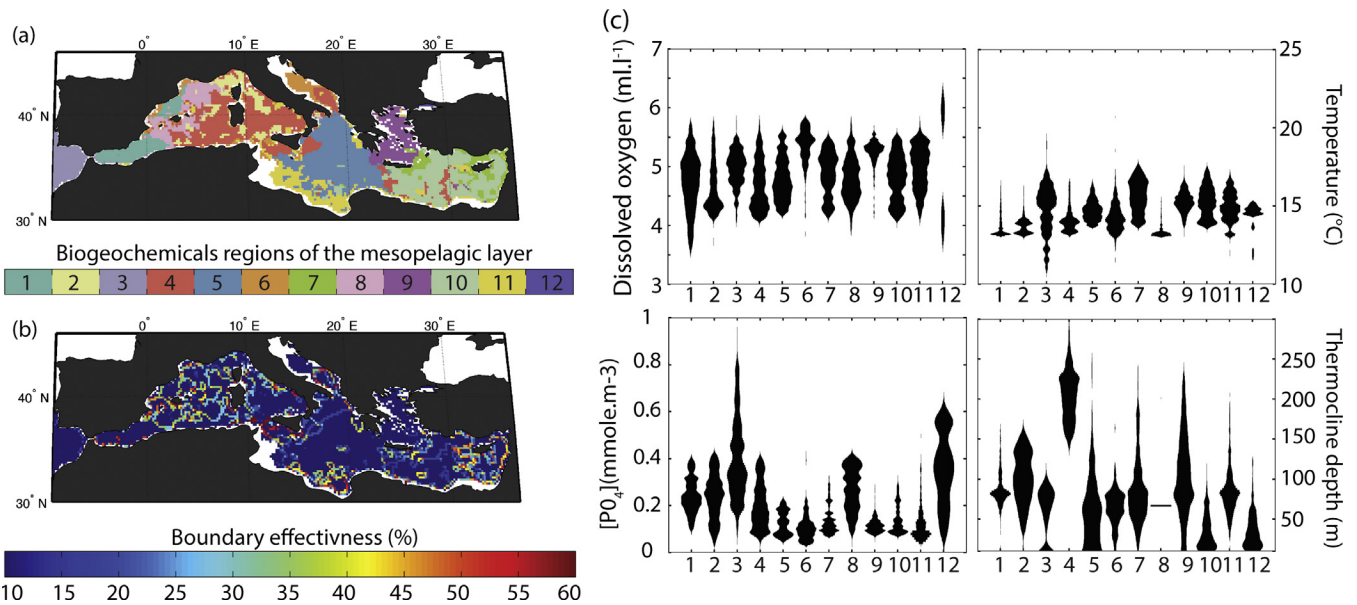 (a)
0° 10° E 20° E 30° E
40° N
30° N
Biogeochemicals regions of the mesopelagic layer
1 2 3 4 5 6 7 8 9 10 11 12
(b)
0° 10° E 20° E 30° E
40° N
30° N
Boundary effectivness (%)
10 15 20 25 30 35 40 45 50 55 60
(c)
Dissolved oxygen (ml.l-1)
7
6
5
4
3
1 2 3 4 5 6 7 8 9 10 11 12
Temperature (°C)
25
20
15
10
1 2 3 4 5 6 7 8 9 10 11 12
[P0₄](mmole.m-3)
1
0.8
0.6
0.4
0.2
0
1 2 3 4 5 6 7 8 9 10 11 12
Thermocline depth (m)
250
200
150
100
50
1 2 3 4 5 6 7 8 9 10 11 12